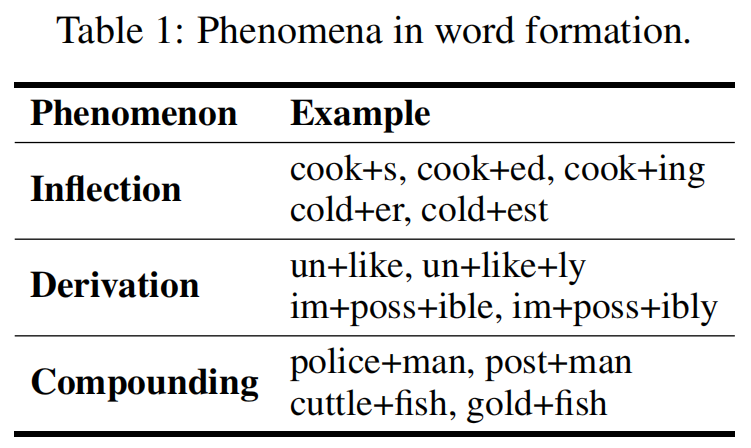 Table 1: Phenomena in word formation.
Phenomenon Example
Inflection
cook+s, cook+ed, cook+ing
cold+er, cold+est
Derivation
un+like, un+like+ly
im+poss+ible, im+poss+ibly
Compounding
police+man, post+man
cuttle+fish, gold+fish